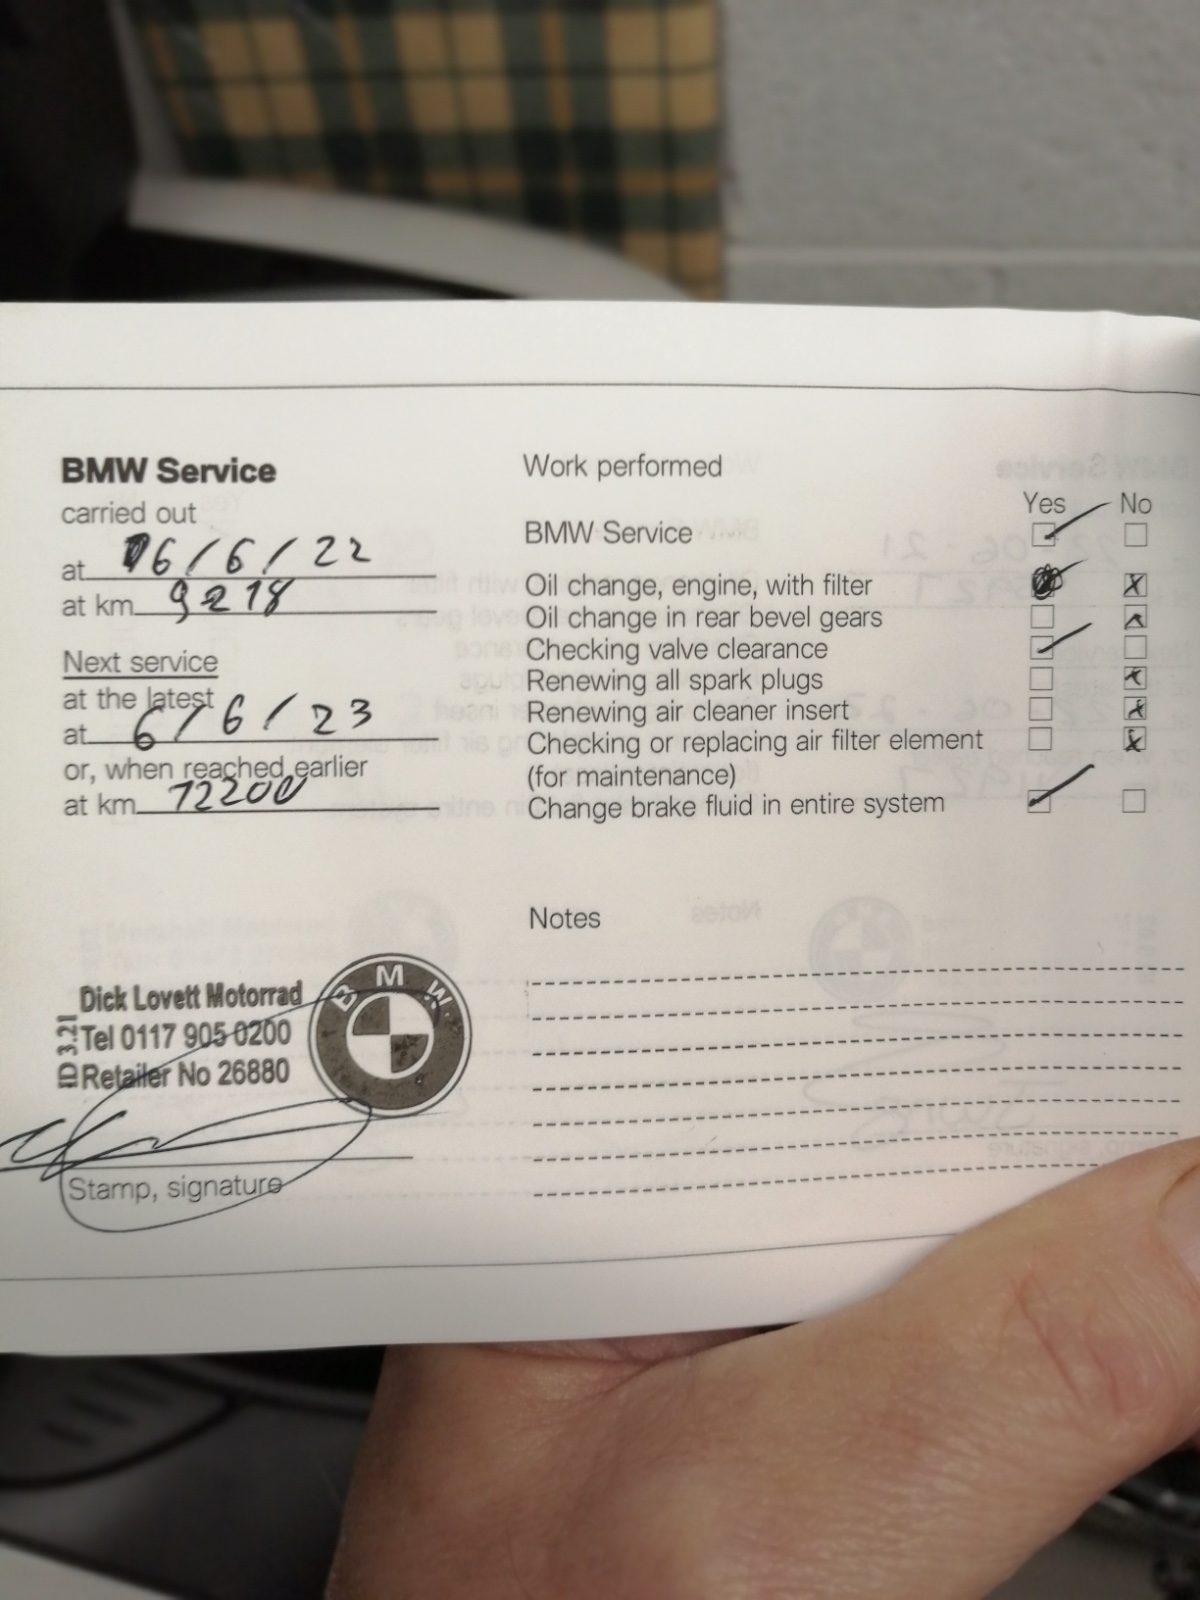 BMW Service
carried out
at 06/6/22
at km 9218
Next service
at the latest
at 6/6/23
or, when reached earlier
at km 12200
Work performed
Yes No
BMW Service
Oil change, engine, with filter
Oil change in rear bevel gears
Checking valve clearance
Renewing all spark plugs
Renewing air cleaner insert
Checking or replacing air filter element
(for maintenance)
Change brake fluid in entire system
Notes
Dick Lovett Motorrad
Tel 0117 905 0200
Retailer No 26880
ID 3.21
BMW
Stamp, signature